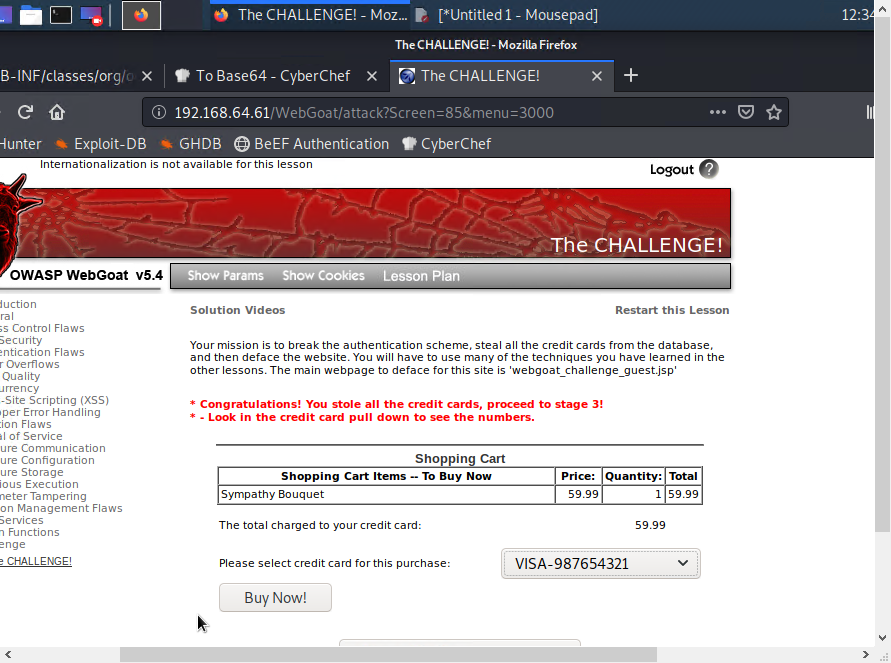 The CHALLENGE! - Moz...
[*Untitled 1 - Mousepad]
12:34
The CHALLENGE! - Mozilla Firefox
B-INF/classes/org/o
To Base64 - CyberChef
The CHALLENGE!
192.168.64.61/WebGoat/attack?Screen=85&menu=3000
Hunter
Exploit-DB
GHDB
BeEF Authentication
CyberChef
Internationalization is not available for this lesson
Logout ?
The CHALLENGE!
OWASP WebGoat v5.4
Show Params
Show Cookies
Lesson Plan
duction
ral
ss Control Flaws
Security
entication Flaws
r Overflows
Quality
urrency
-Site Scripting (XSS)
oper Error Handling
tion Flaws
al of Service
ure Communication
ure Configuration
ure Storage
ious Execution
meter Tampering
on Management Flaws
Services
n Functions
enge
e CHALLENGE!
Solution Videos
Restart this Lesson
Your mission is to break the authentication scheme, steal all the credit cards from the database,
and then deface the website. You will have to use many of the techniques you have learned in the
other lessons. The main webpage to deface for this site is 'webgoat_challenge_guest.jsp'
* Congratulations! You stole all the credit cards, proceed to stage 3!
* - Look in the credit card pull down to see the numbers.
Shopping Cart
Shopping Cart Items -- To Buy Now Price: Quantity: Total
Sympathy Bouquet 59.99 1 59.99
The total charged to your credit card: 59.99
Please select credit card for this purchase: VISA-987654321
Buy Now!